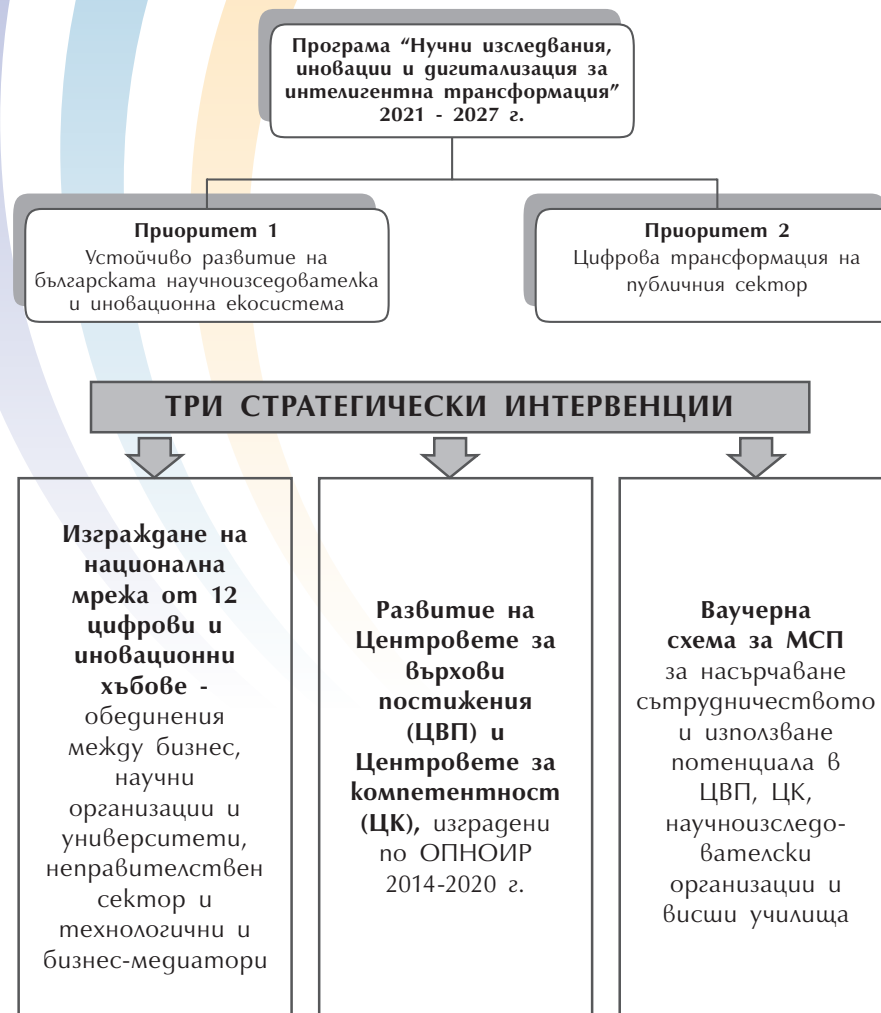 Програма “Нучни изследвания,
иновации и дигитализация за
интелигентна трансформация”
2021 - 2027 г.
Приоритет 1
Устойчиво развитие на
българската научноизседователка
и иновационна екосистема
Приоритет 2
Цифрова трансформация на
публичния сектор
ТРИ СТРАТЕГИЧЕСКИ ИНТЕРВЕНЦИИ
Изграждане на
национална
мрежа от 12
цифрови и
иновационни
хъбове -
обединения
между бизнес,
научни
организации и
университети,
неправителствен
сектор и
технологични и
бизнес-медиатори
Развитие на
Центровете за
върхови
постижения
(ЦВП) и
Центровете за
компетентност
(ЦК), изградени
по ОПНОИР
2014-2020 г.
Ваучерна
схема за МСП
за насърчаване
сътрудничеството
и използване
потенциала в
ЦВП, ЦК,
научноизследо-
вателски
организации и
висши училища